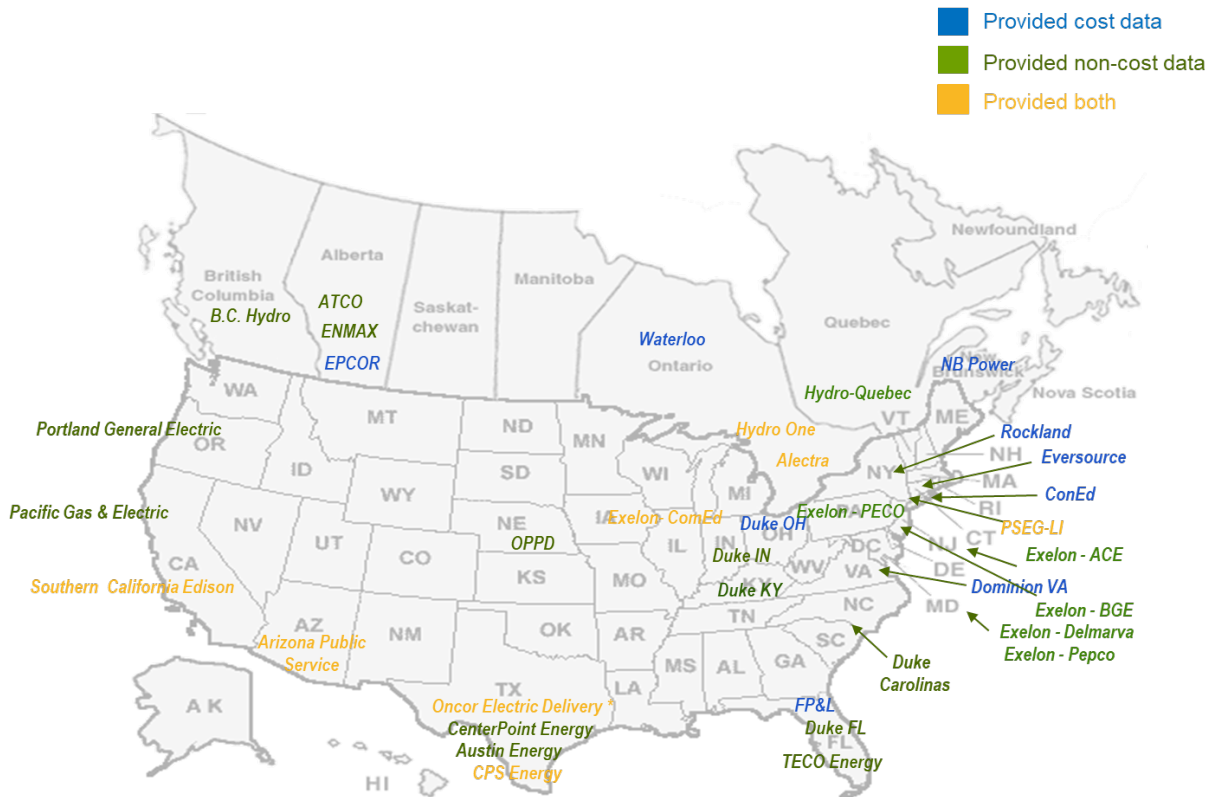 Provided cost data
Provided non-cost data
Provided both
Newfoundland
Alberta
British
Columbia
B.C. Hydro
ATCO
ENMAX
EPCOR
Saskat-
chewan
Manitoba
Waterloo
Ontario
Quebec
Hydro-Quebec
NB Power
New
Brunswick
Nova Scotia
WA
MT
ND
MN
VT
ME
Portland General Electric
OR
ID
SD
WI
MI
Hydro One
Alectra
NY
Rockland
NH
Eversource
MA
ConEd
RI
WY
Pacific Gas & Electric
NV
NE
OPPD
IA
Exelon- ComEd
Duke OH
Exelon - PECO
PA
PSEG-LI
CT
NJ
Exelon - ACE
UT
CO
IL
IN
OH
Duke IN
DC
DE
CA
Southern California Edison
KS
MO
KY
Duke KY
WV
VA
Dominion VA
MD
Exelon - BGE
Exelon - Delmarva
Exelon - Pepco
AZ
Arizona Public
Service
NM
OK
AR
TN
NC
SC
Duke
Carolinas
MS
AL
GA
TX
LA
Oncor Electric Delivery *
CenterPoint Energy
Austin Energy
CPS Energy
FP&L
Duke FL
FL
TECO Energy
AK
HI